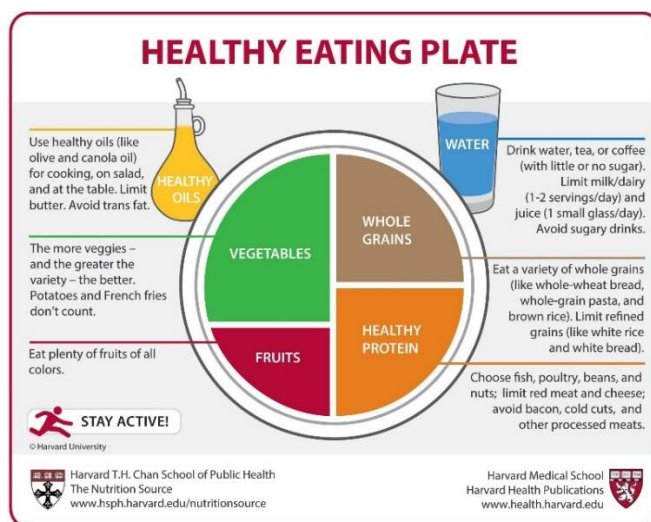 HEALTHY EATING PLATE
Use healthy oils (like
olive and canola oil)
for cooking, on salad,
and at the table. Limit
butter. Avoid trans fat.
HEALTHY
OILS
WATER
Drink water, tea, or coffee
(with little or no sugar).
Limit milk/dairy
(1-2 servings/day) and
juice (1 small glass/day).
Avoid sugary drinks.
The more veggies –
and the greater the
variety – the better.
Potatoes and French fries
don't count.
VEGETABLES
WHOLE
GRAINS
Eat a variety of whole grains
(like whole-wheat bread,
whole-grain pasta, and
brown rice). Limit refined
grains (like white rice
and white bread).
Eat plenty of fruits of all
colors.
FRUITS
HEALTHY
PROTEIN
Choose fish, poultry, beans, and
nuts; limit red meat and cheese;
avoid bacon, cold cuts, and
other processed meats.
STAY ACTIVE!
© Harvard University
Harvard T.H. Chan School of Public Health
The Nutrition Source
www.hsph.harvard.edu/nutritionsource
Harvard Medical School
Harvard Health Publications
www.health.harvard.edu